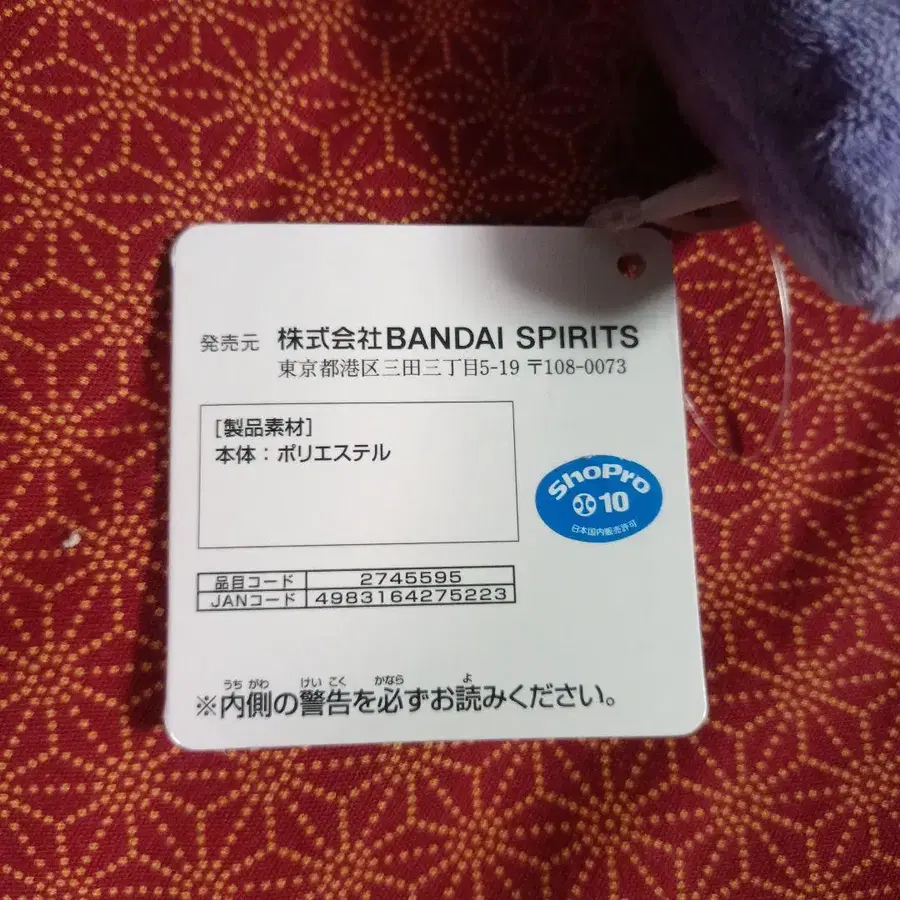 発売元 株式会社BANDAI SPIRITS
東京都港区三田三丁目5-19 〒108-0073
[製品素材]
本体：ポリエステル
ShoPro
10
日本国内販売許可
品目コード 2745595
JANコード 4983164275223
うち がわ けい こく かなら よ
※内側の警告を必ずお読みください。